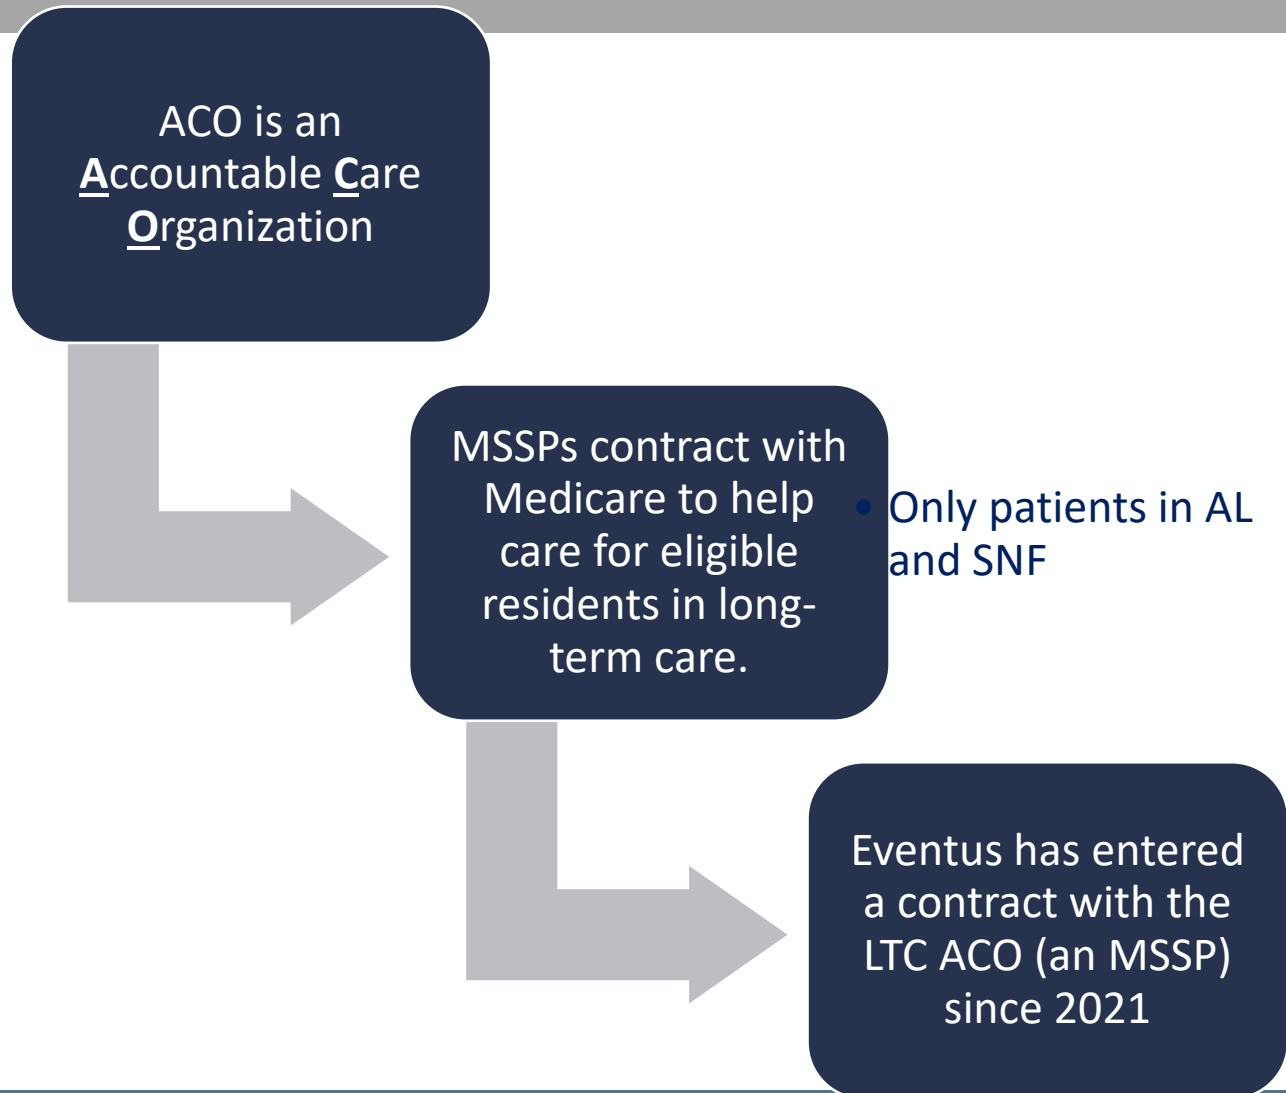 ACO is an
Accountable Care
Organization
MSSPs contract with
Medicare to help
care for eligible
residents in long-
term care.
• Only patients in AL
and SNF
Eventus has entered
a contract with the
LTC ACO (an MSSP)
since 2021